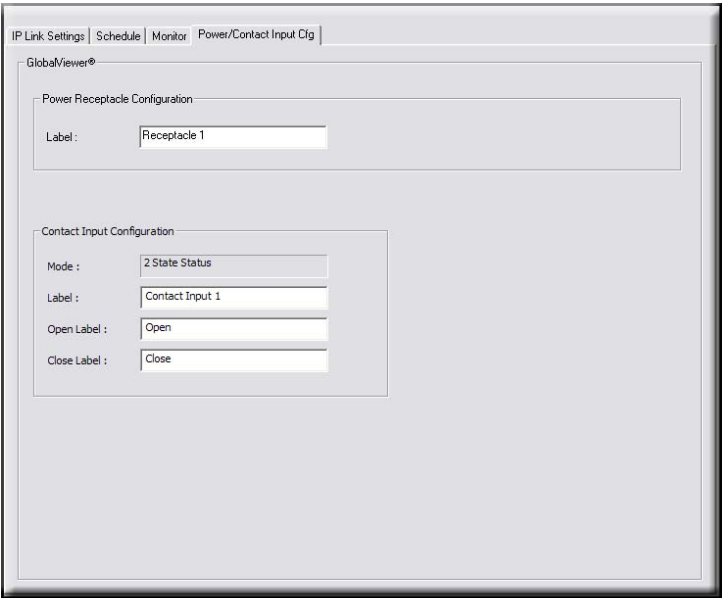 IP Link Settings Schedule Monitor Power/Contact Input Cfg
GlobalViewer®
Power Receptacle Configuration
Label : Receptacle 1
Contact Input Configuration
Mode : 2 State Status
Label : Contact Input 1
Open Label : Open
Close Label : Close